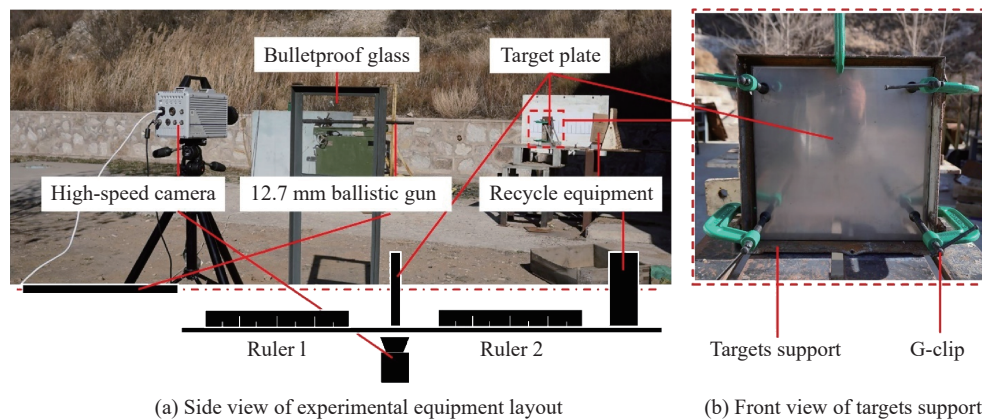 Bulletproof glass
Target plate
High-speed camera
12.7 mm ballistic gun
Recycle equipment
Ruler 1
Ruler 2
Targets support
G-clip
(a) Side view of experimental equipment layout
(b) Front view of targets support